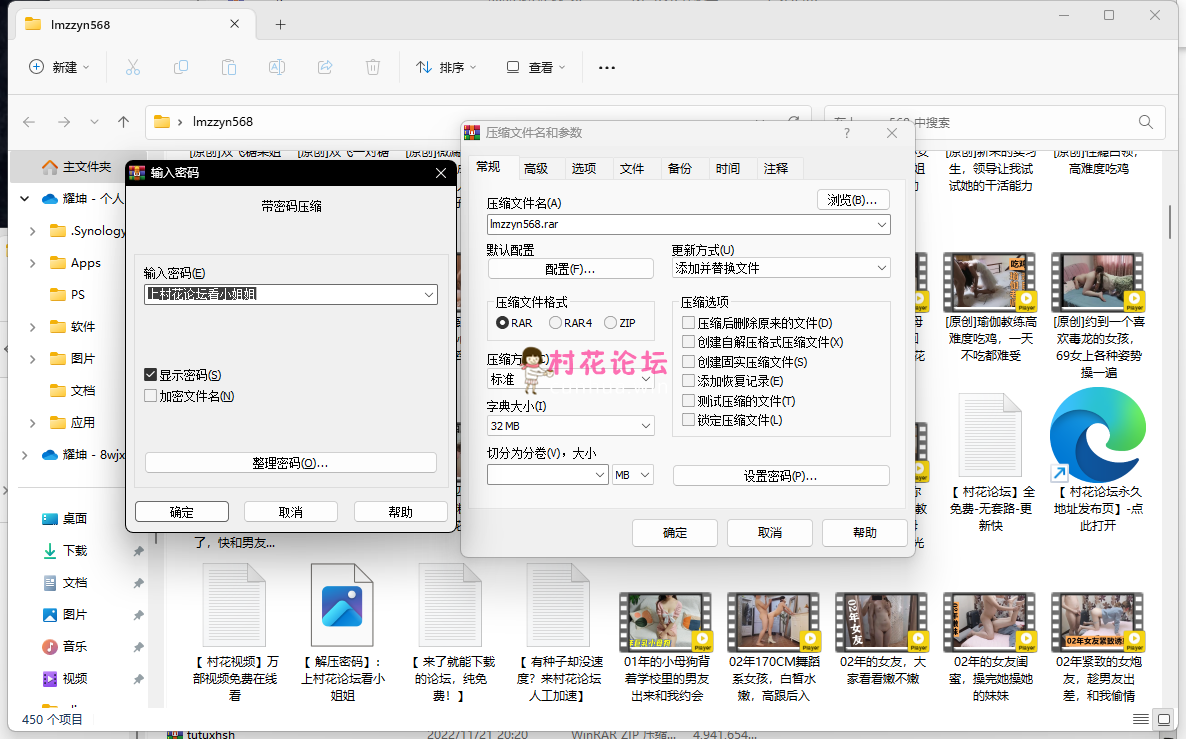 lmzzyn568
新建
排序
查看
lmzzyn568
中搜索
主文件夹
耀坤 - 个人
.Synology
Apps
PS
软件
图片
文档
应用
耀坤 - 8wjx
桌面
下载
文档
图片
音乐
视频
450 个项目
输入密码
带密码压缩
输入密码(E)
上村花论坛看小姐姐
显示密码(S)
加密文件名(N)
整理密码(O)...
确定
取消
帮助
压缩文件名和参数
常规
高级
选项
文件
备份
时间
注释
压缩文件名(A)
浏览(B)...
lmzzyn568.rar
默认配置
配置(F)...
更新方式(U)
添加并替换文件
压缩文件格式
RAR
RAR4
ZIP
压缩方
标准
字典大小(I)
32 MB
切分为分卷(V)，大小
MB
压缩选项
压缩后删除原来的文件(D)
创建自解压格式压缩文件(X)
创建固实压缩文件(S)
添加恢复记录(E)
测试压缩的文件(T)
锁定压缩文件(L)
设置密码(P)...
确定
取消
帮助
村花论坛
生，领导让我试
试她的干活能力
高难度吃鸡
[原创]瑜伽教练高
难度吃鸡，一天
不吃都难受
[原创]约到一个喜
欢毒龙的女孩，
69女上各种姿势
操一遍
【 村花论坛】全
免费-无套路-更
新快
【 村花论坛永久
地址发布页】-点
此打开
了，快和男友...
【 村花视频】万
部视频免费在线
看
【 解压密码】：
上村花论坛看小
姐姐
【 来了就能下载
的论坛，纯免
费！】
【 有种子却没速
度？来村花论坛
人工加速】
01年的小母狗背
着学校里的男友
出来和我约会
02年170CM舞蹈
系女孩，白皙水
嫩，高跟后入
02年的女友，大
家看看嫩不嫩
02年的女友闺
蜜，操完她操她
的妹妹
02年紧致的女炮
友，趁男友出
差，和我偷情
tutuxhsh
2022/11/21 20:20
WinRAR ZIP 压缩...
4,941,654...